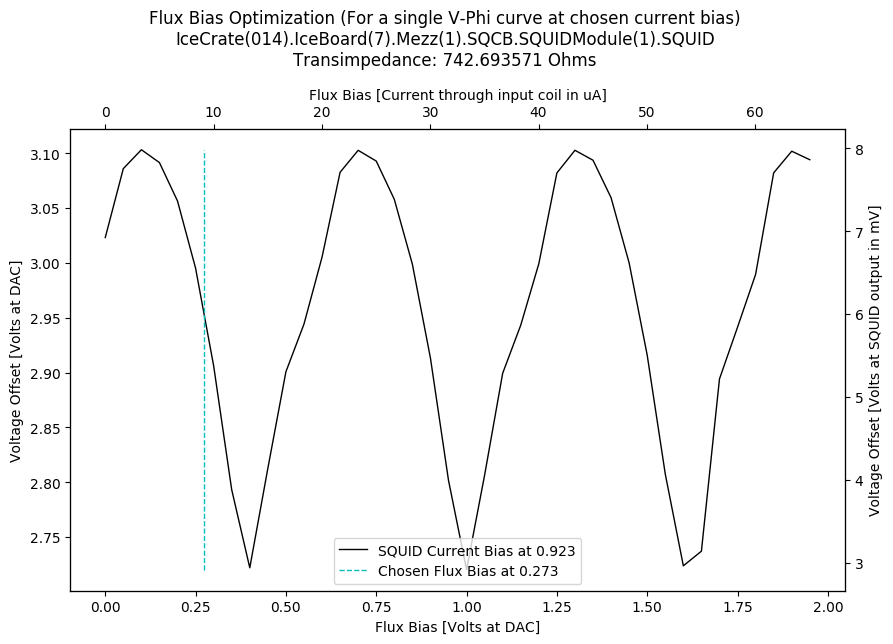 Flux Bias Optimization (For a single V-Phi curve at chosen current bias)
IceCrate(014).IceBoard(7).Mezz(1).SQCB.SQUIDModule(1).SQUID
Transimpedance: 742.693571 Ohms
Flux Bias [Current through input coil in uA]
0 10 20 30 40 50 60
Voltage Offset [Volts at DAC]
3.10
3.05
3.00
2.95
2.90
2.85
2.80
2.75
8
7
6
5
4
3
Voltage Offset [Volts at SQUID output in mV]
SQUID Current Bias at 0.923
Chosen Flux Bias at 0.273
0.00 0.25 0.50 0.75 1.00 1.25 1.50 1.75 2.00
Flux Bias [Volts at DAC]